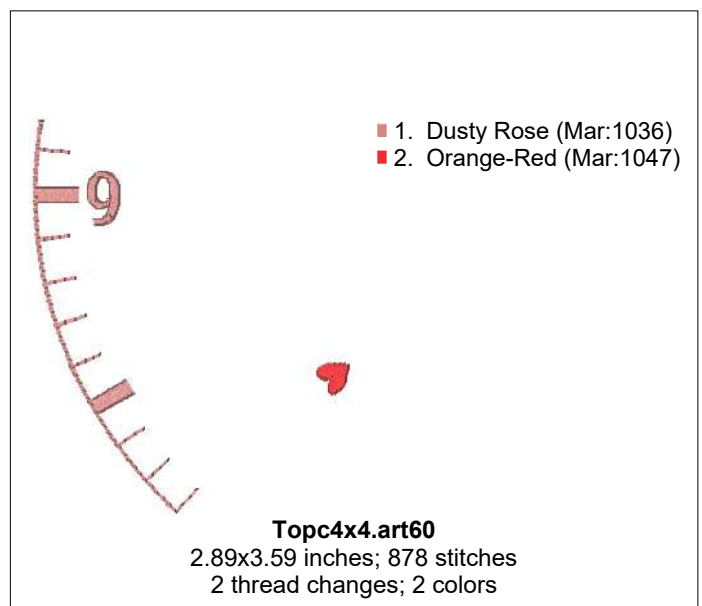 1. Dusty Rose (Mar:1036)
2. Orange-Red (Mar:1047)
9
Topc4x4.art60
2.89x3.59 inches; 878 stitches
2 thread changes; 2 colors